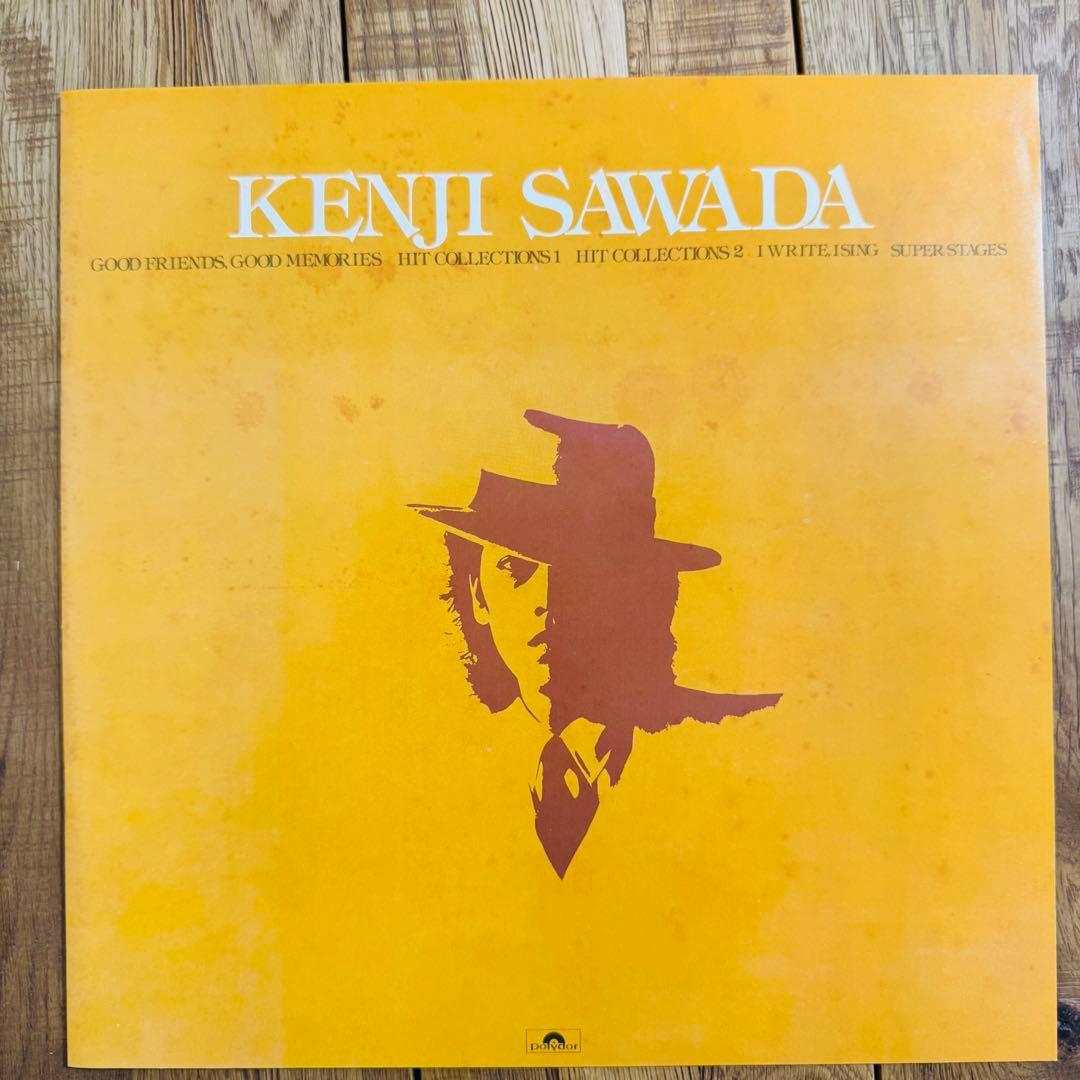 KENJI SAWADA
GOOD FRIENDS, GOOD MEMORIES HIT COLLECTIONS 1 HIT COLLECTIONS 2 I WRITE, I SING SUPER STAGES
polydor